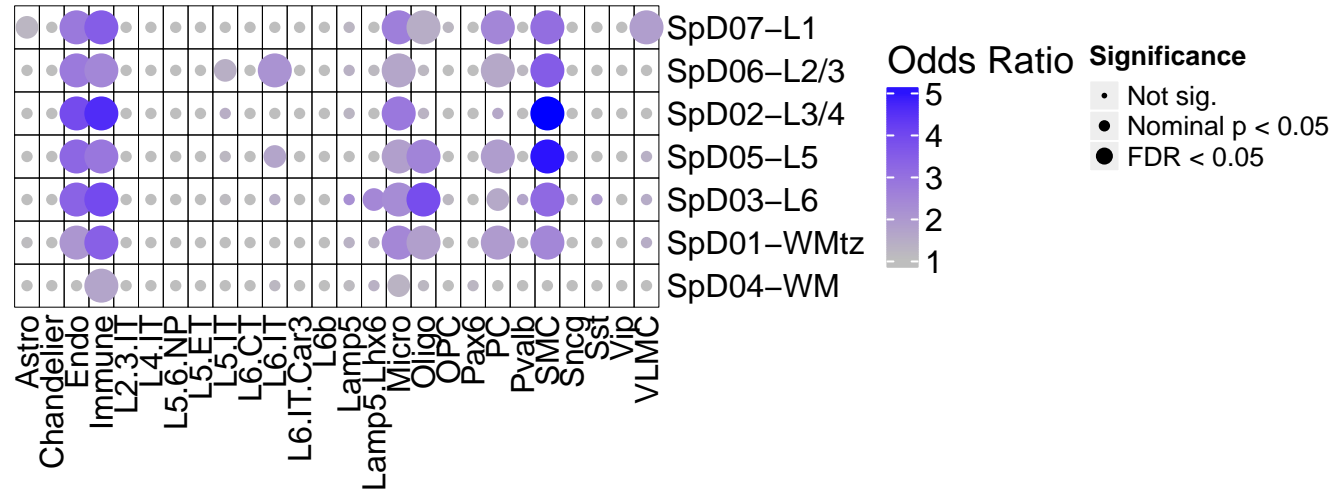 SpD07−L1
SpD06−L2/3
SpD02−L3/4
SpD05−L5
SpD03−L6
SpD01−WMtz
SpD04−WM
Astro
Chandelier
Endo
Immune
L2.3.IT
L4.IT
L5.6.NP
L5.ET
L5.IT
L6.CT
L6.IT
L6.IT.Car3
L6b
Lamp5
Lamp5.Lhx6
Micro
Oligo
OPC
Pax6
PC
Pvalb
SMC
Sncg
Sst
Vip
VLMC
Odds Ratio
5
4
3
2
1
Significance
Not sig.
Nominal p < 0.05
FDR < 0.05